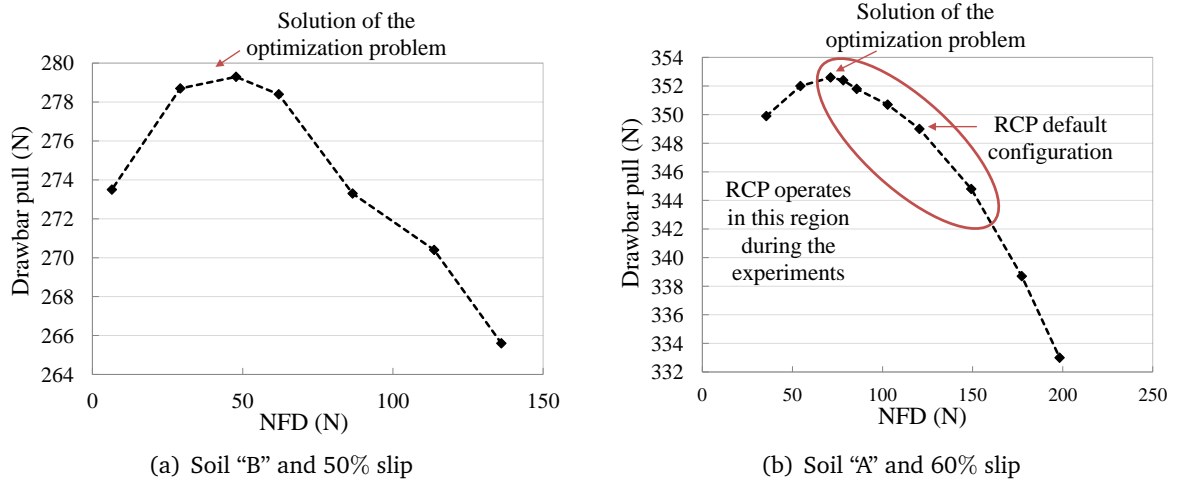 Solution of the
optimization problem
280
278
276
274
272
270
268
266
264
Drawbar pull (N)
0
50
100
150
NFD (N)
(a) Soil “B” and 50% slip
Solution of the
optimization problem
354
352
350
348
346
344
342
340
338
336
334
332
Drawbar pull (N)
RCP default
configuration
RCP operates
in this region
during the
experiments
0
50
100
150
200
250
NFD (N)
(b) Soil “A” and 60% slip